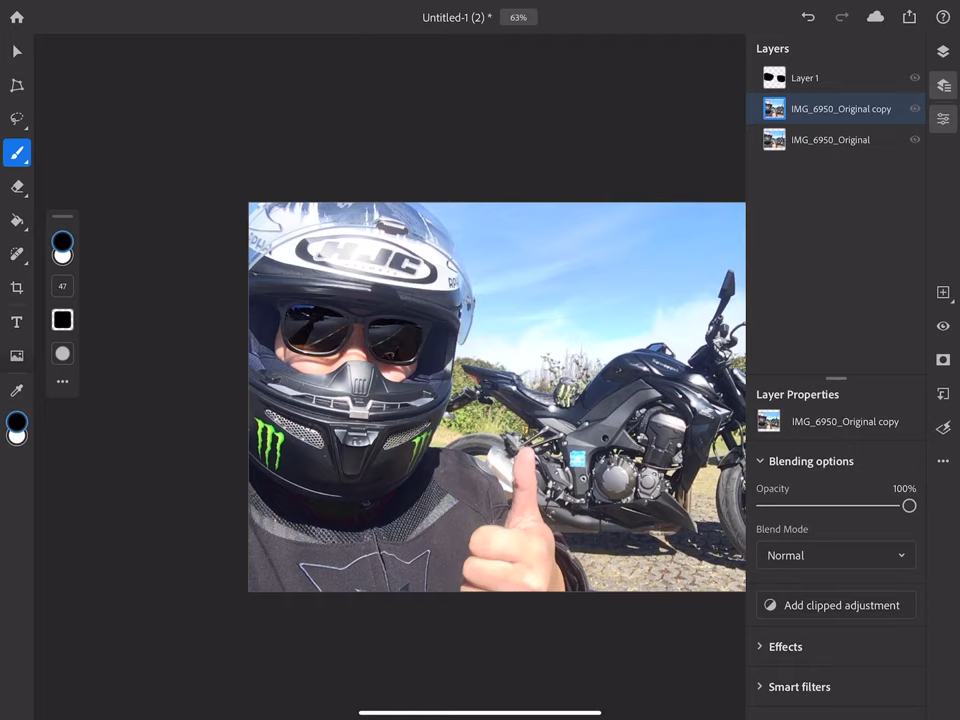 Untitled-1 (2) *
63%
Layers
Layer 1
IMG_6950_Original copy
IMG_6950_Original
47
HJC
Layer Properties
IMG_6950_Original copy
Blending options
Opacity
100%
Blend Mode
Normal
Add clipped adjustment
Effects
Smart filters